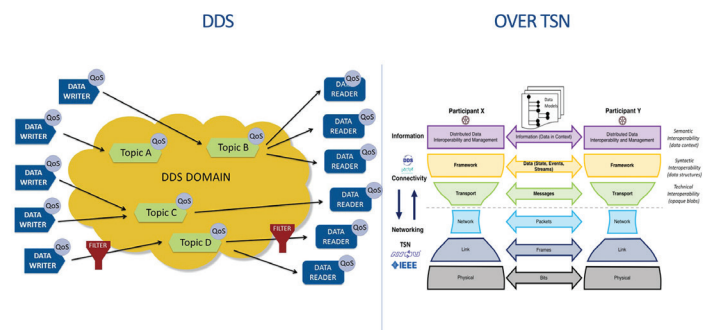 DDS
OVER TSN
QoS
DATA
WRITER
QoS
DATA
WRITER
QoS
DATA
WRITER
QoS
DATA
WRITER
QoS
DATA
WRITER
QoS
DATA
READER
QoS
DATA
READER
QoS
DATA
READER
QoS
DATA
READER
QoS
DATA
READER
QoS
DATA
READER
QoS
Topic A
QoS
Topic B
DDS DOMAIN
QoS
Topic C
QoS
Topic D
FILTER
FILTER
Data
Models
Participant X
Participant Y
Information
Distributed Data
Interoperability and Management
Information (Data in Context)
Distributed Data
Interoperability and Management
Semantic
Interoperability
(data context)
DDS
Connectivity
Framework
Data (State, Events,
Streams)
Framework
Syntactic
Interoperability
(data structures)
Transport
Messages
Transport
Technical
Interoperability
(opaque blobs)
Networking
Network
Packets
Network
TSN
IEEE
Link
Frames
Link
Physical
Bits
Physical